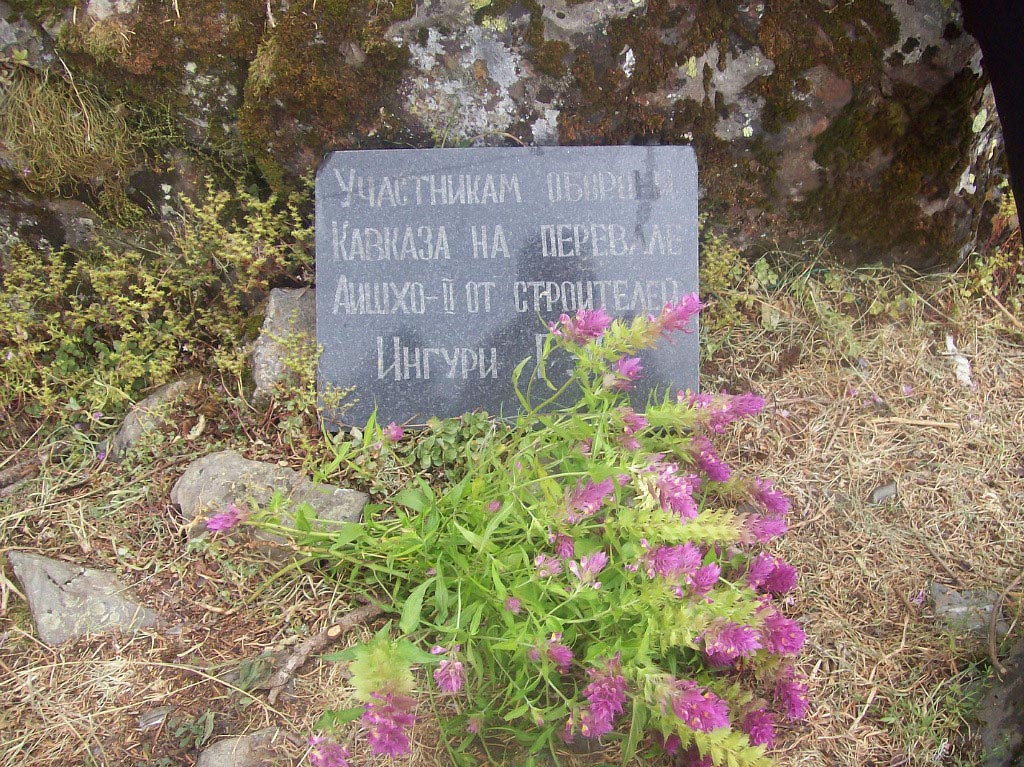 Участникам обороны
Кавказа на перевале
Аишхо-II от строителей
Ингури Г